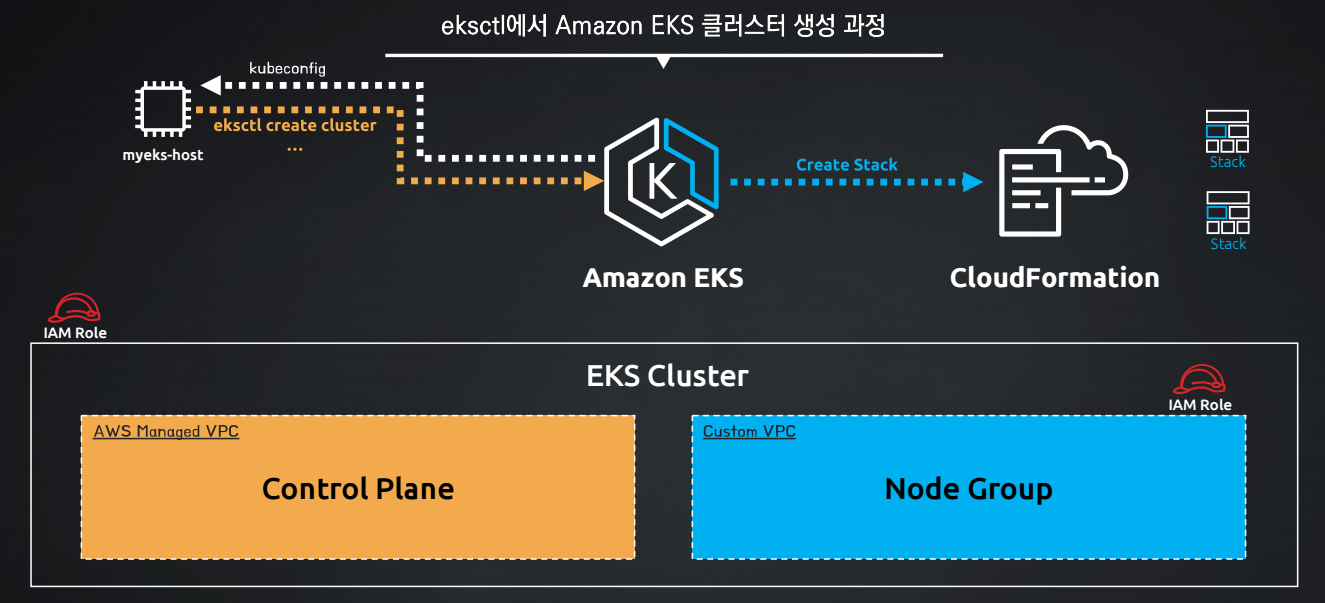 eksctl에서 Amazon EKS 클러스터 생성 과정
kubeconfig
eksctl create cluster
...
myeks-host
Create Stack
K
Stack
Stack
Amazon EKS
CloudFormation
IAM Role
EKS Cluster
IAM Role
AWS Managed VPC
Control Plane
Custom VPC
Node Group